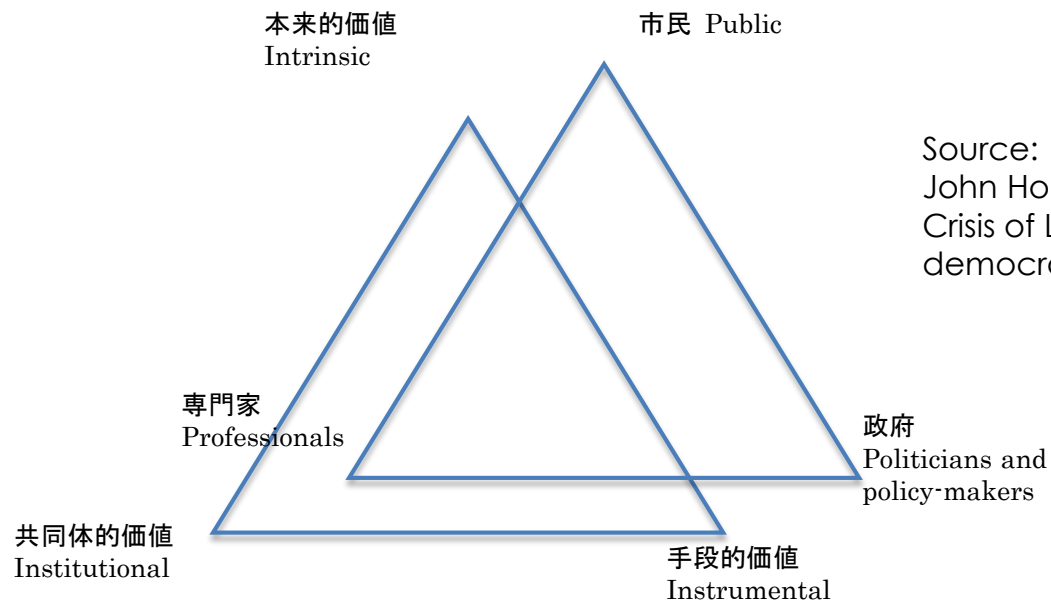 本来的価値
Intrinsic
市民 Public
Source:
John Ho
Crisis of L
democra
専門家
Professionals
政府
Politicians and
policy-makers
共同体的価値
Institutional
手段的価値
Instrumental